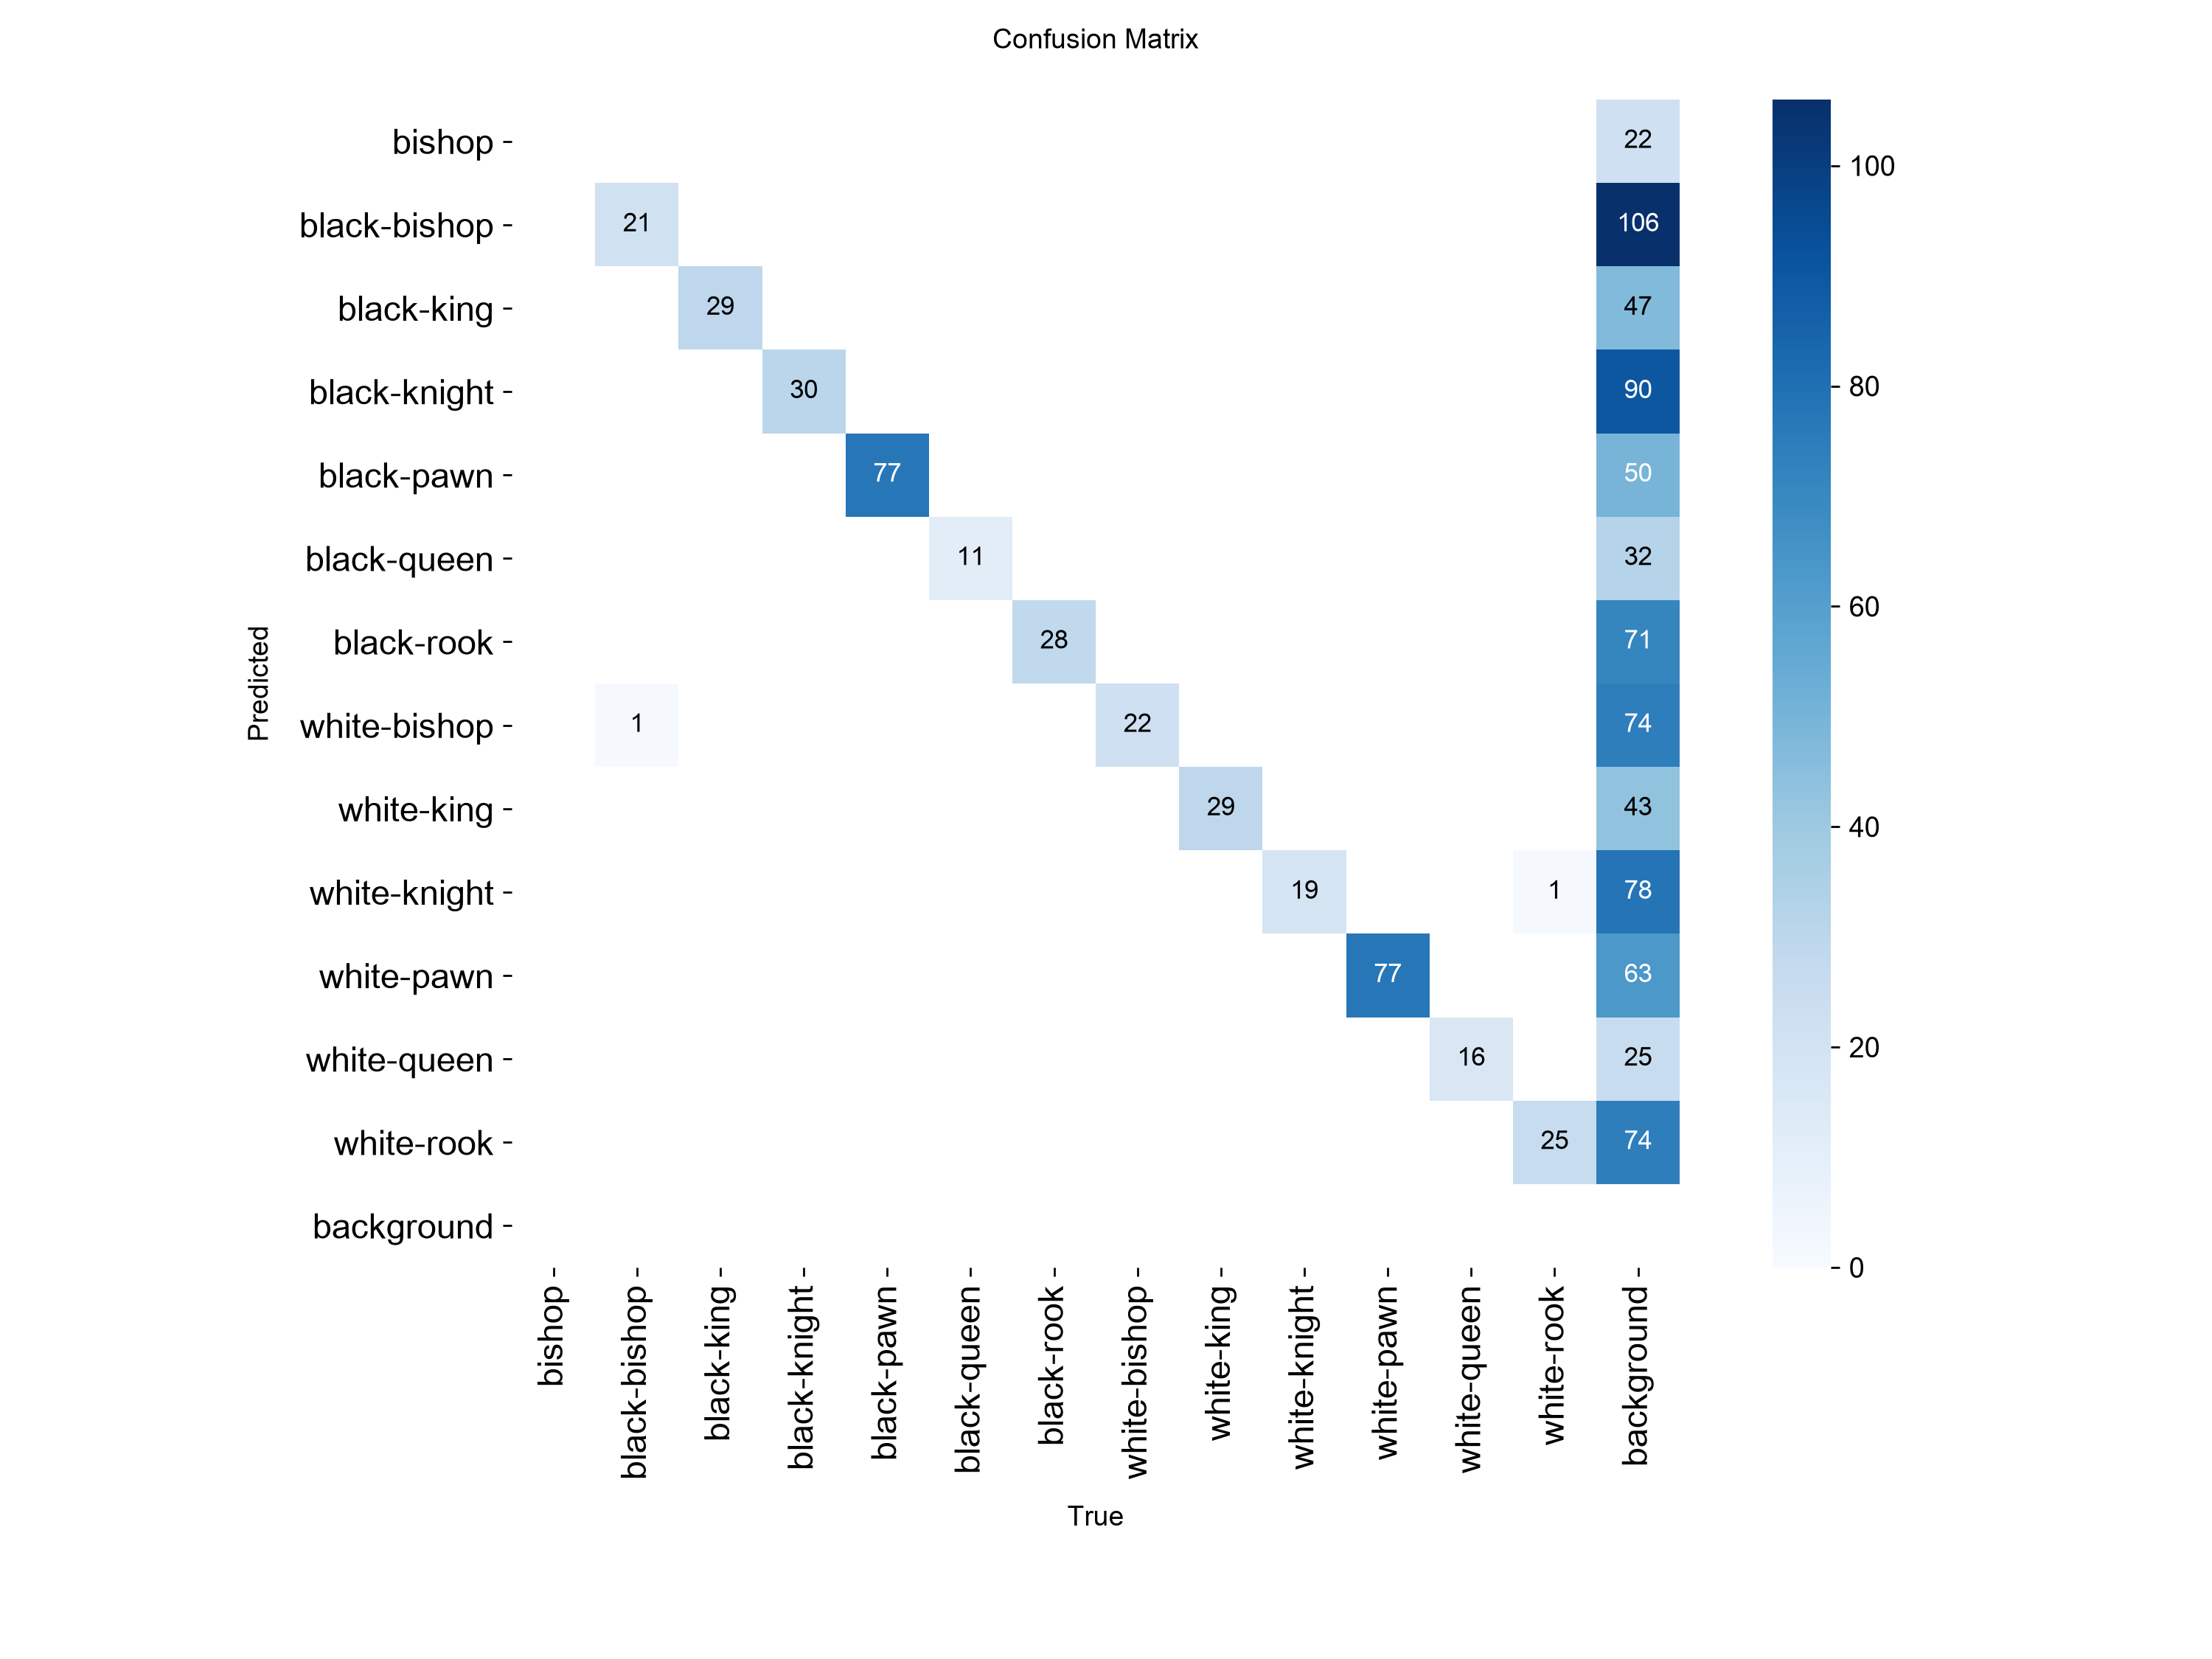 Confusion Matrix
bishop 22
black-bishop 21 106
black-king 29 47
black-knight 30 90
black-pawn 77 50
black-queen 11 32
black-rook 28 71
white-bishop 1 22 74
white-king 29 43
white-knight 19 1 78
white-pawn 77 63
white-queen 16 25
white-rook 25 74
background
Predicted
bishop
black-bishop
black-king
black-knight
black-pawn
black-queen
black-rook
white-bishop
white-king
white-knight
white-pawn
white-queen
white-rook
background
True
100
80
60
40
20
0